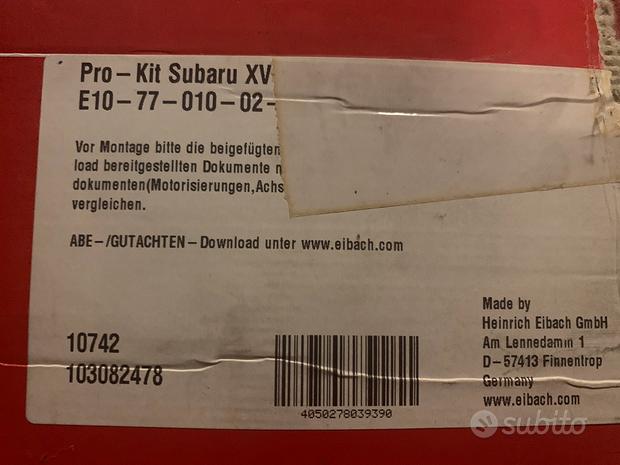 Pro-Kit Subaru XV
E10-77-010-02-
Vor Montage bitte die beigefügten
load bereitgestellten Dokumente
dokumenten(Motorisierungen,Achs
vergleichen.
ABE-/GUTACHTEN-Download unter www.eibach.com
10742
103082478
4050278039390
Made by
Heinrich Eibach GmbH
Am Lennedamm 1
D-57413 Finnentrop
Germany
www.eibach.com
subito